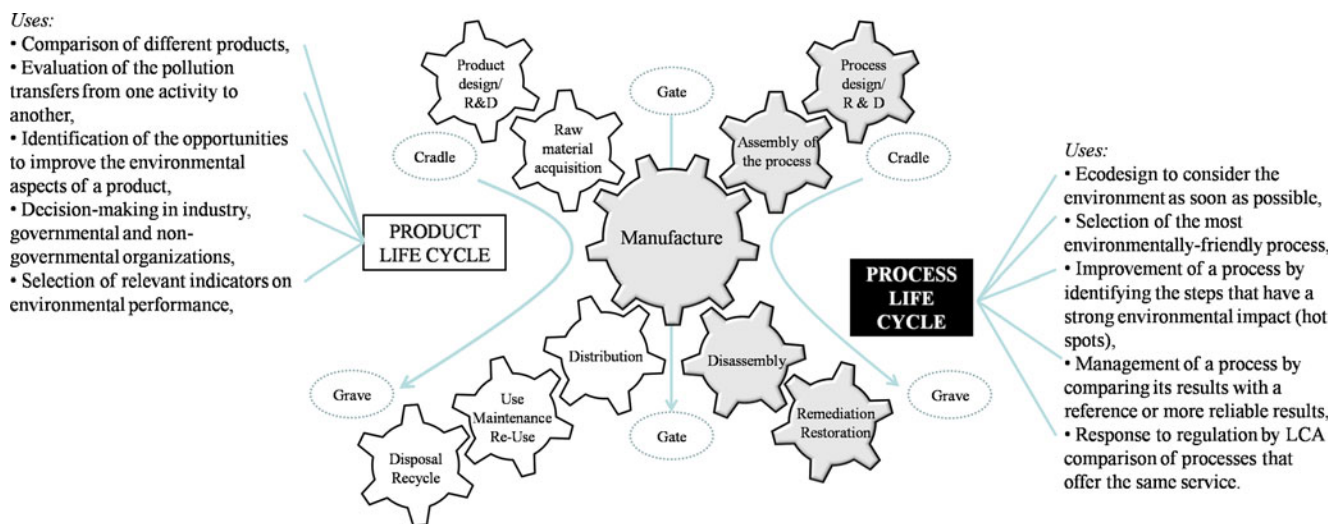 Uses:
• Comparison of different products,
• Evaluation of the pollution
transfers from one activity to
another,
• Identification of the opportunities
to improve the environmental
aspects of a product,
• Decision-making in industry,
governmental and non-
governmental organizations,
• Selection of relevant indicators on
environmental performance,
PRODUCT
LIFE CYCLE
Product
design/
R&D
Raw
material
acquisition
Cradle
Gate
Process
design/
R & D
Assembly of
the process
Cradle
Manufacture
Distribution
Use
Maintenance
Re-Use
Disposal
Recycle
Grave
Gate
Disassembly
Remediation
Restoration
Grave
PROCESS
LIFE
CYCLE
Uses:
• Ecodesign to consider the
environment as soon as possible,
• Selection of the most
environmentally-friendly process,
• Improvement of a process by
identifying the steps that have a
strong environmental impact (hot
spots),
• Management of a process by
comparing its results with a
reference or more reliable results,
• Response to regulation by LCA
comparison of processes that
offer the same service.